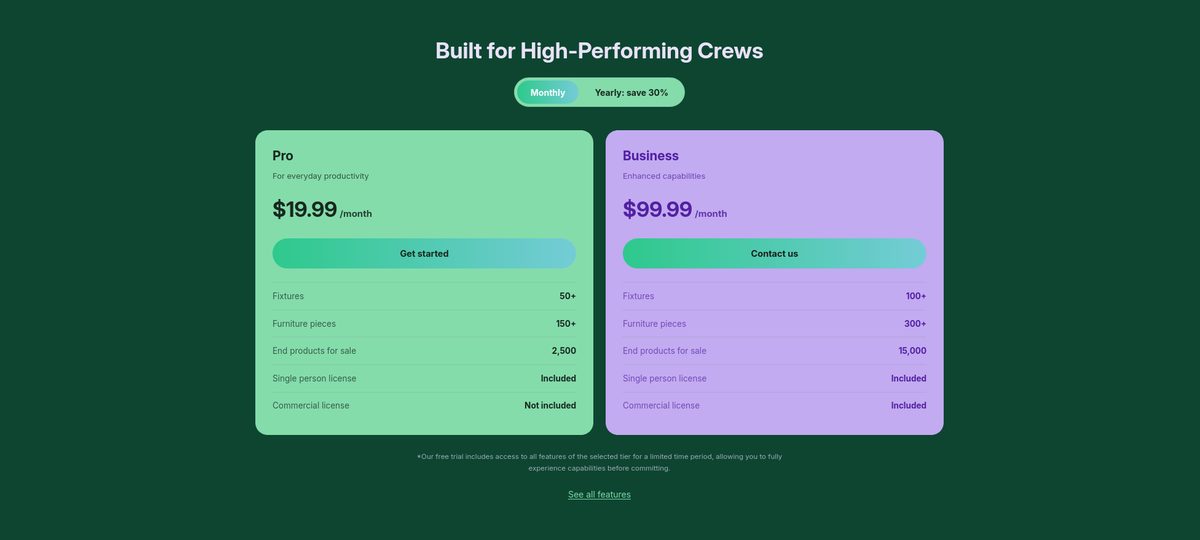 Built for High-Performing Crews
Monthly
Yearly: save 30%
Pro
For everyday productivity
$19.99 /month
Get started
Fixtures 50+
Furniture pieces 150+
End products for sale 2,500
Single person license Included
Commercial license Not included
Business
Enhanced capabilities
$99.99 /month
Contact us
Fixtures 100+
Furniture pieces 300+
End products for sale 15,000
Single person license Included
Commercial license Included
*Our free trial includes access to all features of the selected tier for a limited time period, allowing you to fully
experience capabilities before committing.
See all features